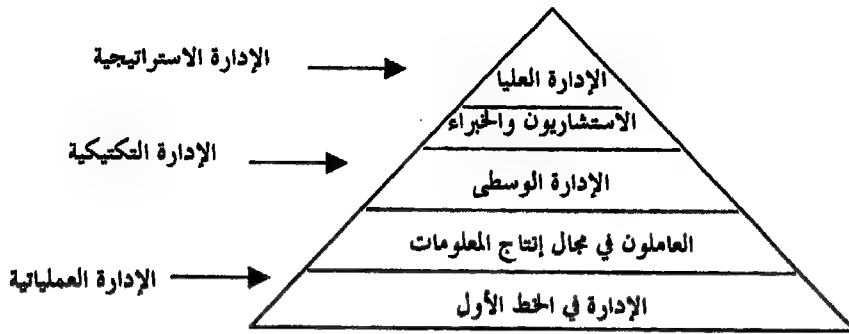 الإدارة الاستراتيجية
الإدارة العليا
الاستشاريون والخبراء
الإدارة التكتيكية
الإدارة الوسطى
العاملون في مجال إنتاج المعلومات
الإدارة العملياتية
الإدارة في الخط الأول